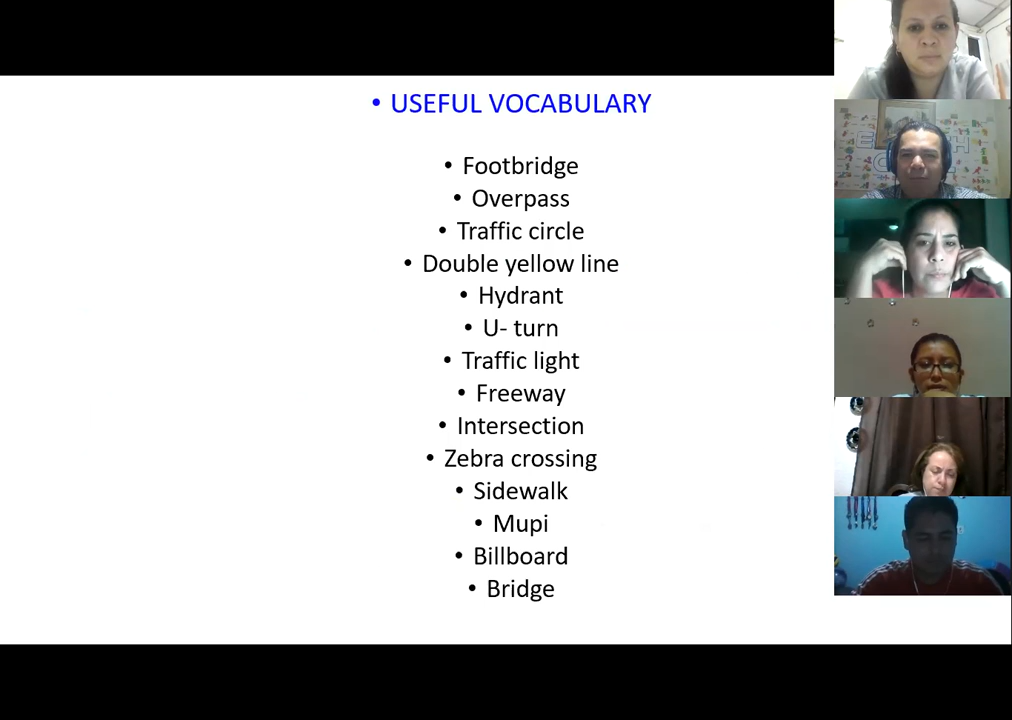 • USEFUL VOCABULARY
• Footbridge
• Overpass
• Traffic circle
• Double yellow line
• Hydrant
• U- turn
• Traffic light
• Freeway
• Intersection
• Zebra crossing
• Sidewalk
• Mupi
• Billboard
• Bridge